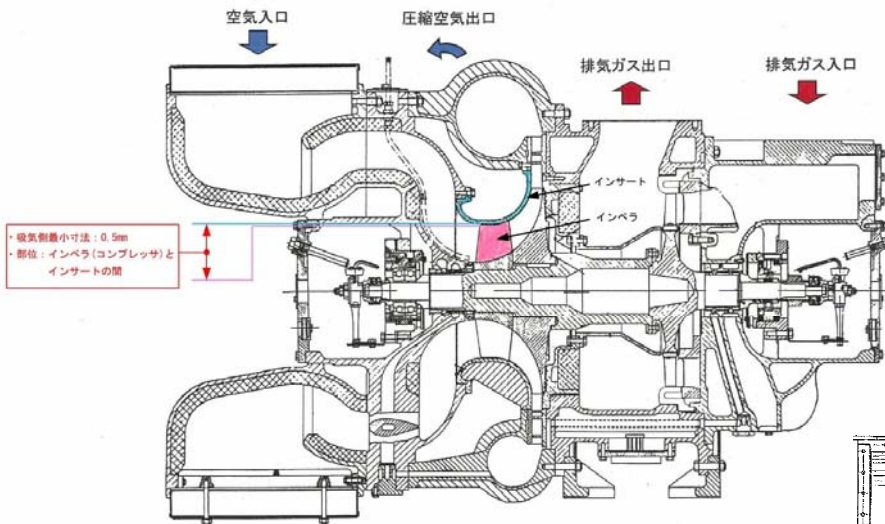 空気入口
圧縮空気出口
排気ガス出口
排気ガス入口
インサート
インペラ
・吸気側最小寸法：0.5mm
・部位：インペラ(コンプレッサ)と
インサートの間